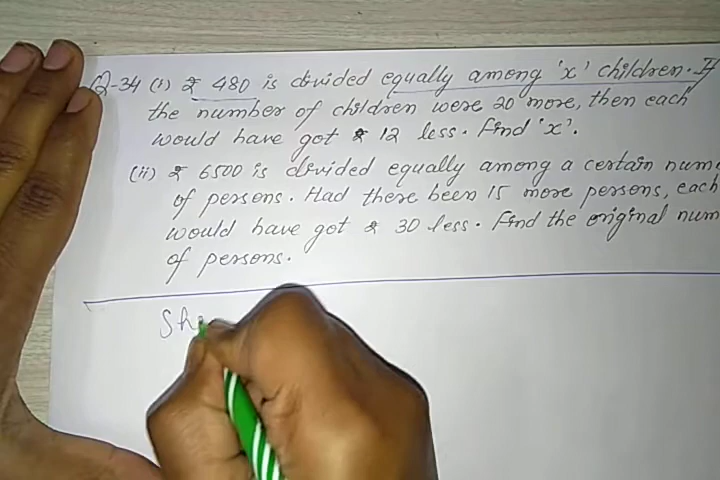 Q-34 (i) ₹ 480 is divided equally among 'x' children. If
the number of children were 20 more, then each
would have got ₹ 12 less. Find 'x'.
(ii) ₹ 6500 is divided equally among a certain num
of persons. Had there been 15 more persons, each
would have got ₹ 30 less. Find the original num
of persons.
Sh